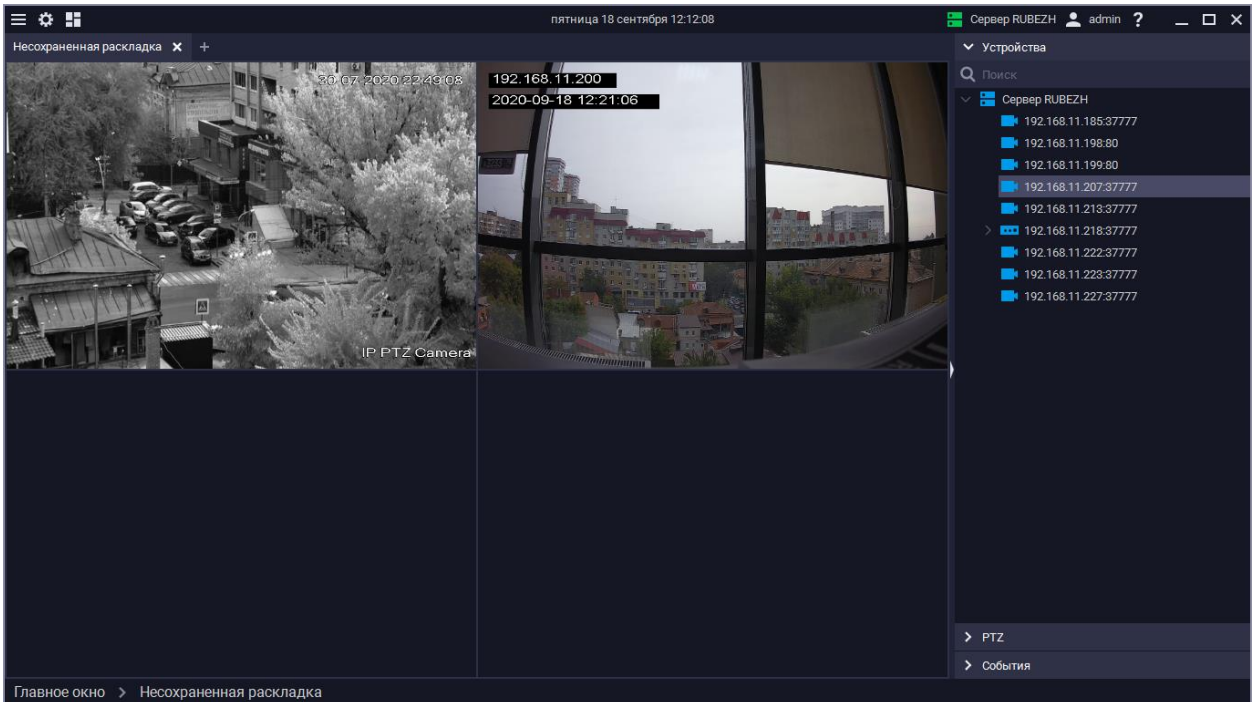 пятница 18 сентября 12:12:08
Сервер RUBEZH admin ?
Несохраненная раскладка
Устройства
30-07-2020 22:49:08
IP PTZ Camera
192.168.11.200
2020-09-18 12:21:06
Поиск
Сервер RUBEZH
192.168.11.185:37777
192.168.11.198:80
192.168.11.199:80
192.168.11.207:37777
192.168.11.213:37777
192.168.11.218:37777
192.168.11.222:37777
192.168.11.223:37777
192.168.11.227:37777
PTZ
События
Главное окно > Несохраненная раскладка